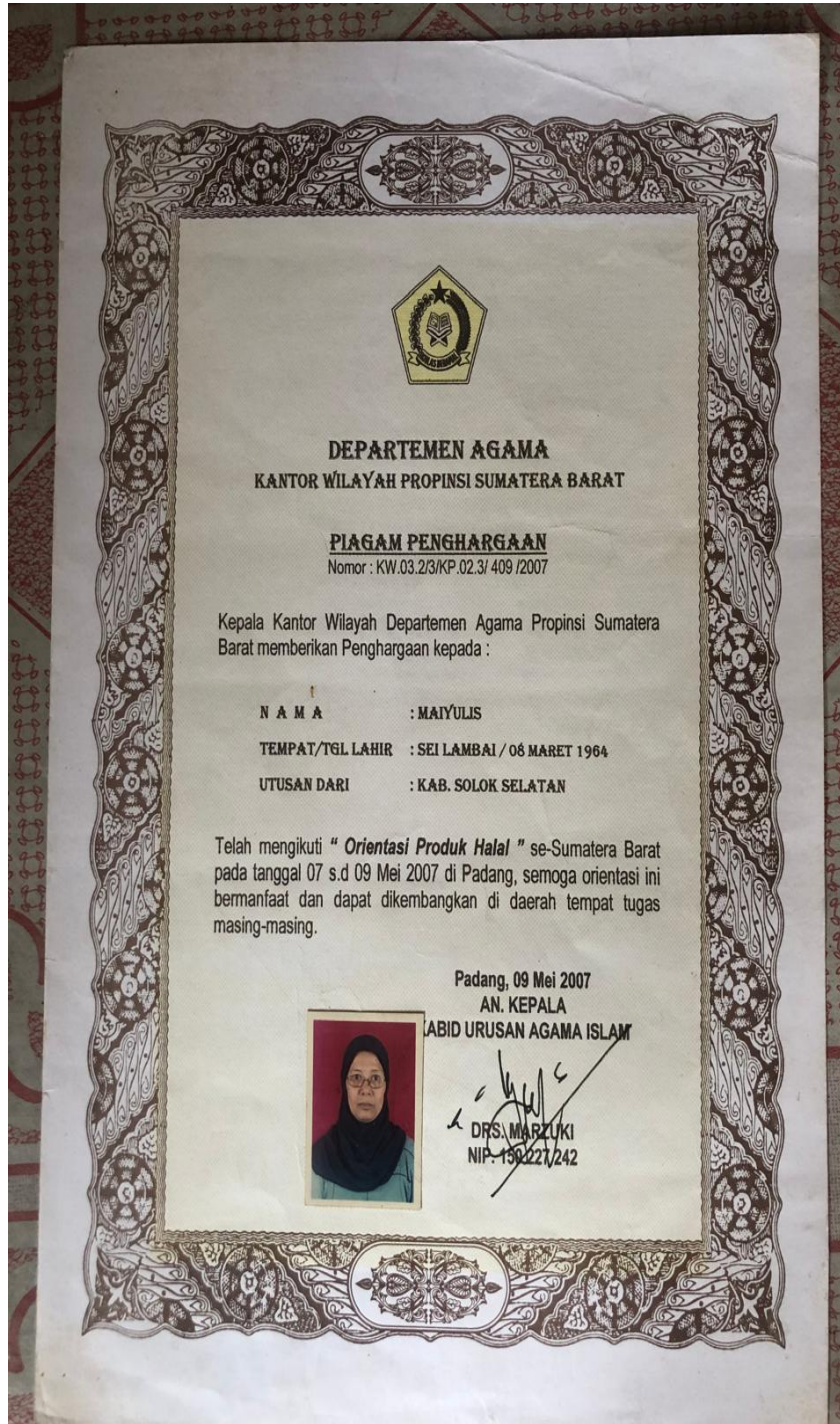 DEPARTEMEN AGAMA
KANTOR WILAYAH PROPINSI SUMATERA BARAT
PIAGAM PENGHARGAAN
Nomor : KW.03.2/3/KP.02.3/ 409 /2007
Kepala Kantor Wilayah Departemen Agama Propinsi Sumatera
Barat memberikan Penghargaan kepada :
N A M A : MAIYULIS
TEMPAT/TGL LAHIR : SEI LAMBAI / 08 MARET 1964
UTUSAN DARI : KAB. SOLOK SELATAN
Telah mengikuti “ Orientasi Produk Halal ” se-Sumatera Barat
pada tanggal 07 s.d 09 Mei 2007 di Padang, semoga orientasi ini
bermanfaat dan dapat dikembangkan di daerah tempat tugas
masing-masing.
Padang, 09 Mei 2007
AN. KEPALA
ABID URUSAN AGAMA ISLAM
DRS. MARZUKI
NIP. 150.227.242